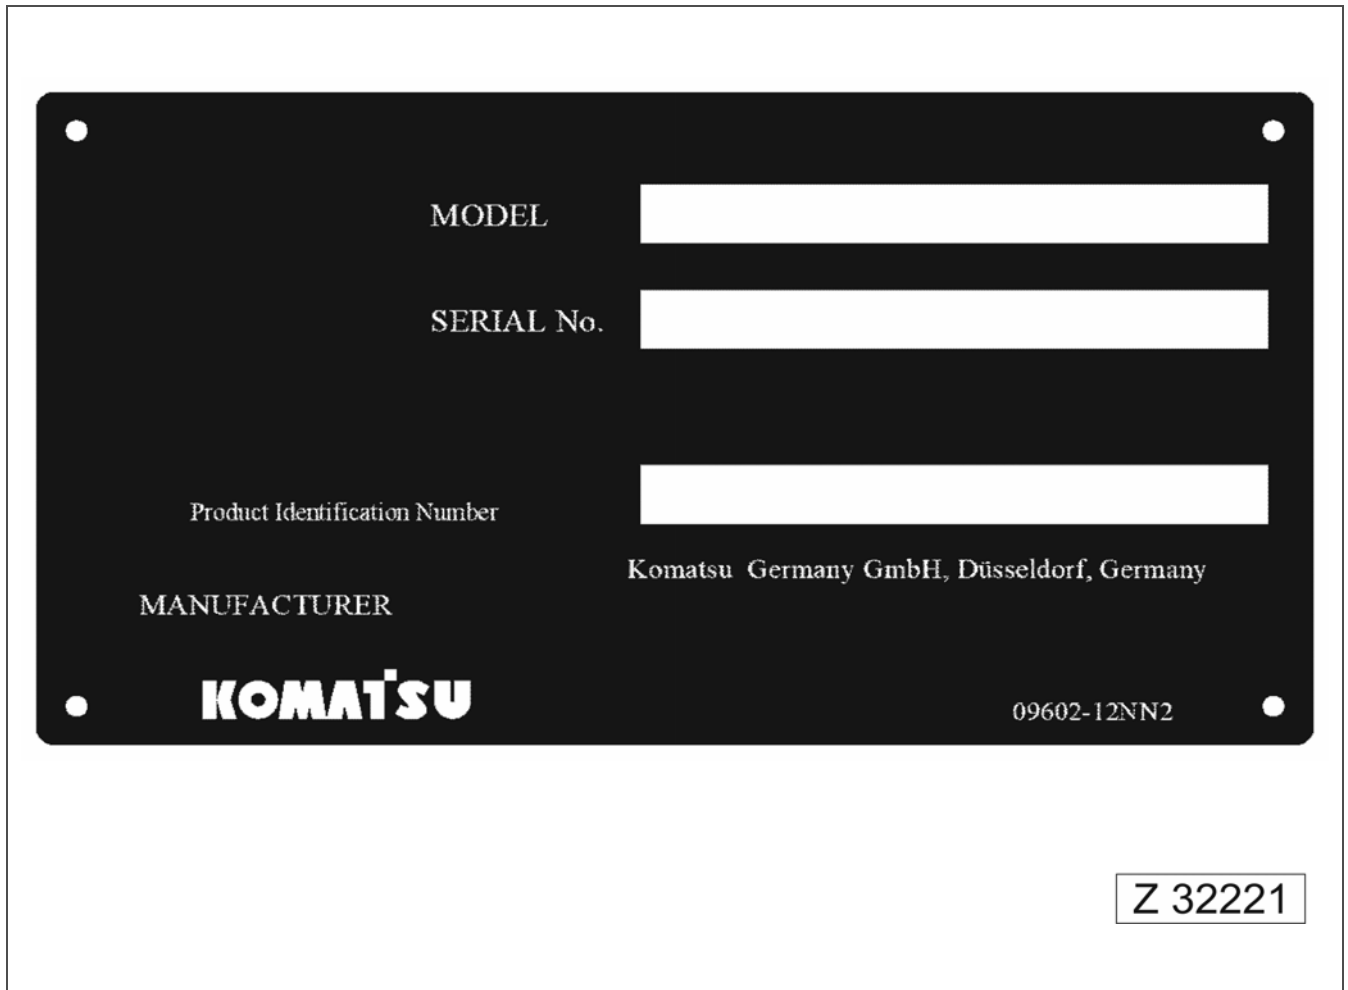 MODEL
SERIAL No.
Product Identification Number
Komatsu Germany GmbH, Düsseldorf, Germany
MANUFACTURER
KOMATSU
09602-12NN2
Z 32221